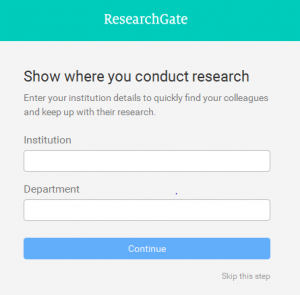 ResearchGate
Show where you conduct research
Enter your institution details to quickly find your colleagues
and keep up with their research.
Institution
Department
Continue
Skip this step